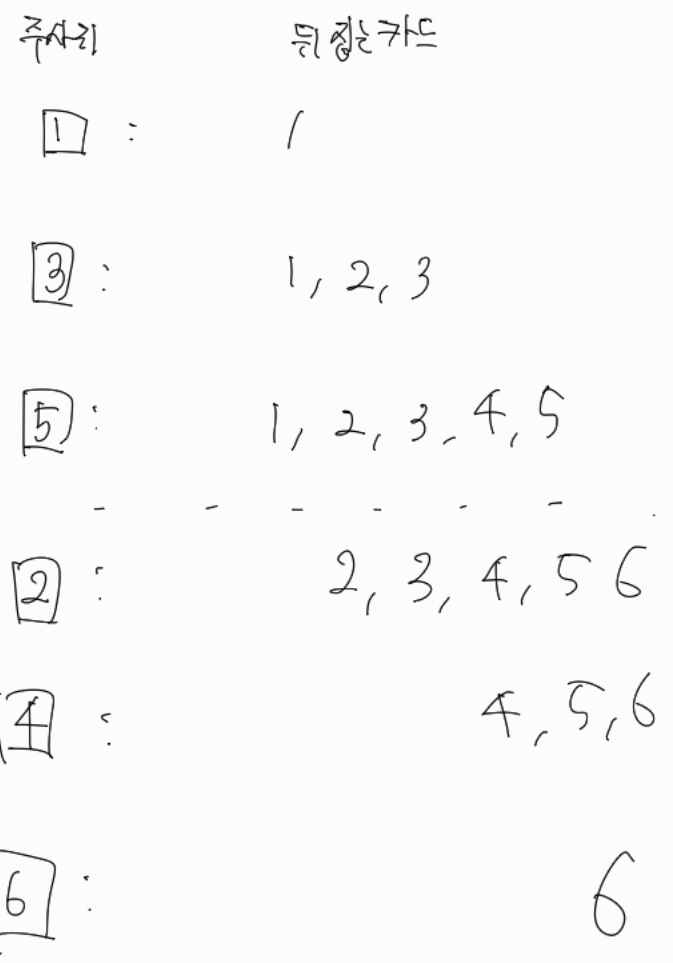 주사위 뒤집는 카드
1 : 1
3 : 1, 2, 3
5 : 1, 2, 3, 4, 5
- - - - - - .
2 : 2, 3, 4, 5 6
4 : 4, 5, 6
6 : 6